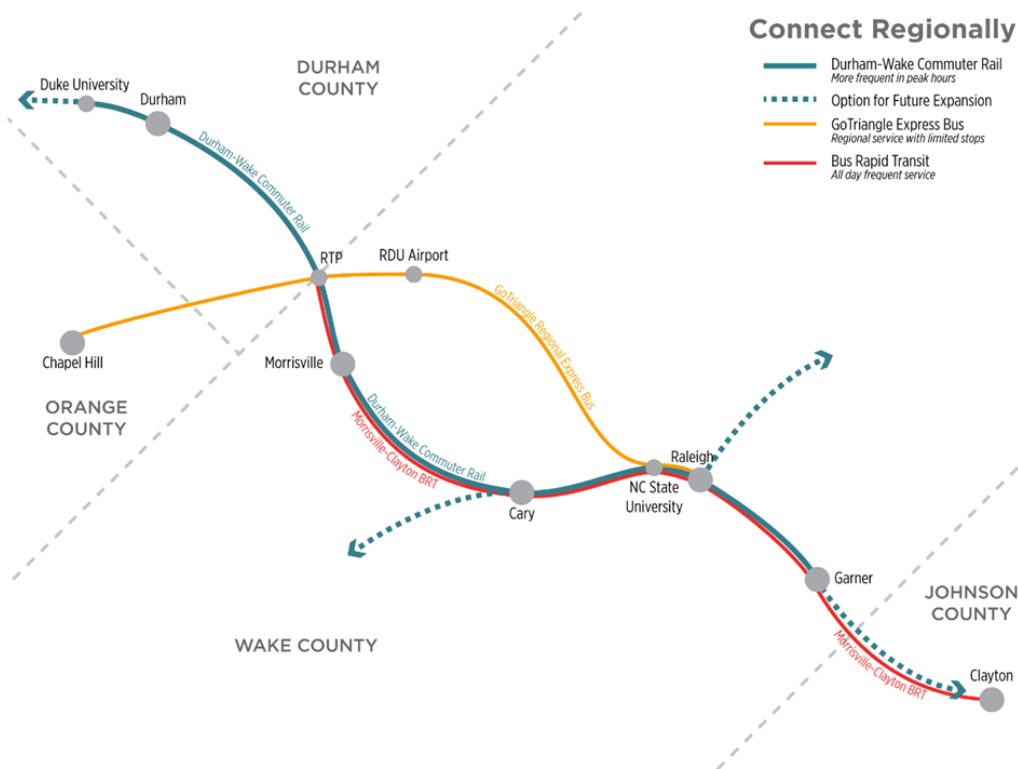 Connect Regionally
Durham-Wake Commuter Rail
More frequent in peak hours
Option for Future Expansion
GoTriangle Express Bus
Regional service with limited stops
Bus Rapid Transit
All day frequent service
DURHAM
COUNTY
Duke University
Durham
Durham-Wake Commuter Rail
RTP
RDU Airport
GoTriangle Regional Express Bus
Chapel Hill
Morrisville
ORANGE
COUNTY
Durham-Wake Commuter Rail
Morrisville-Clayton BRT
Raleigh
NC State
University
Cary
Garner
JOHNSON
COUNTY
WAKE COUNTY
Morrisville-Clayton BRT
Clayton